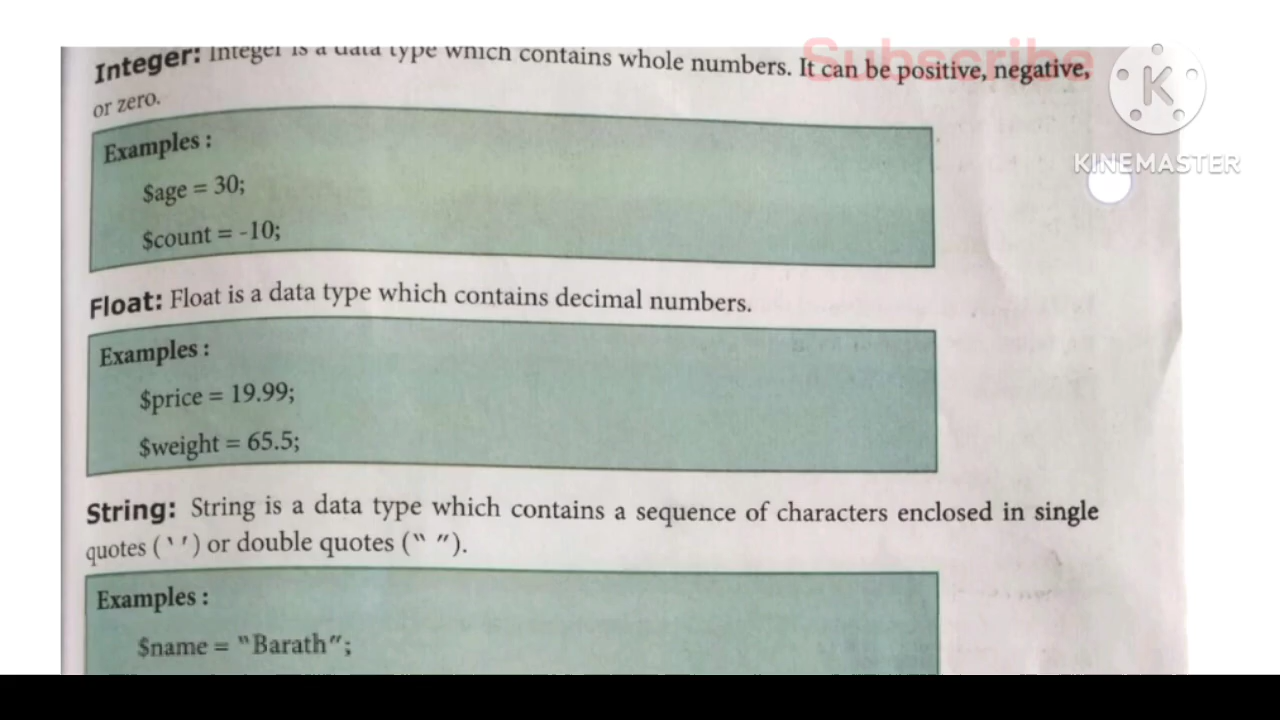 Subscribe
Integer: Integer is a data type which contains whole numbers. It can be positive, negative,
or zero.
K
KINEMASTER
Examples :
$age = 30;
$count = -10;
Float: Float is a data type which contains decimal numbers.
Examples :
$price = 19.99;
$weight = 65.5;
String: String is a data type which contains a sequence of characters enclosed in single
quotes (‵ ′) or double quotes (‶ ″).
Examples :
$name = ‶Barath″;